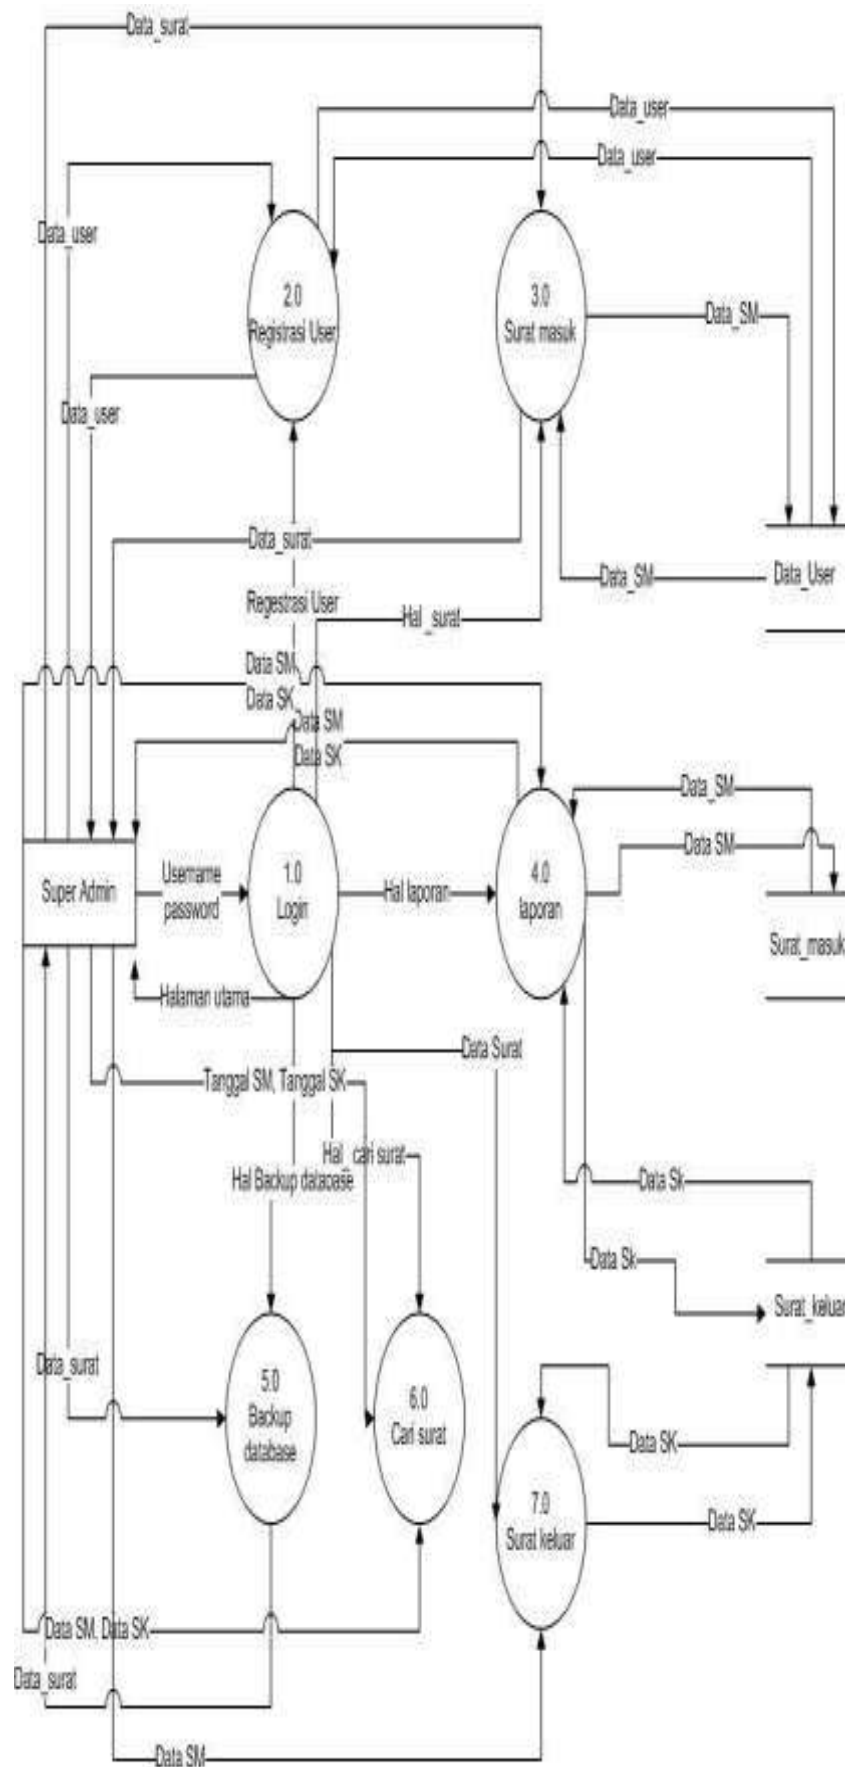 Data_surat
Data_user
Data_user
Data_user
2.0
Registrasi User
3.0
Surat masuk
Data_SM
Data_user
Data_surat
Data_SM
Data_User
Regestrasi User
Hal_surat
Data SM
Data SK
Data SM
Data SK
Data_SM
Data SM
Super Admin
Username
password
1.0
Login
Hal laporan
4.0
laporan
Surat_masuk
Halaman utama
Data Surat
Tanggal SM, Tanggal SK
Hal_cari surat
Hal Backup database
Data Sk
Data Sk
Surat_keluar
Data_surat
5.0
Backup
database
6.0
Cari surat
Data SK
7.0
Surat keluar
Data SK
Data SM, Data SK
Data_surat
Data SM